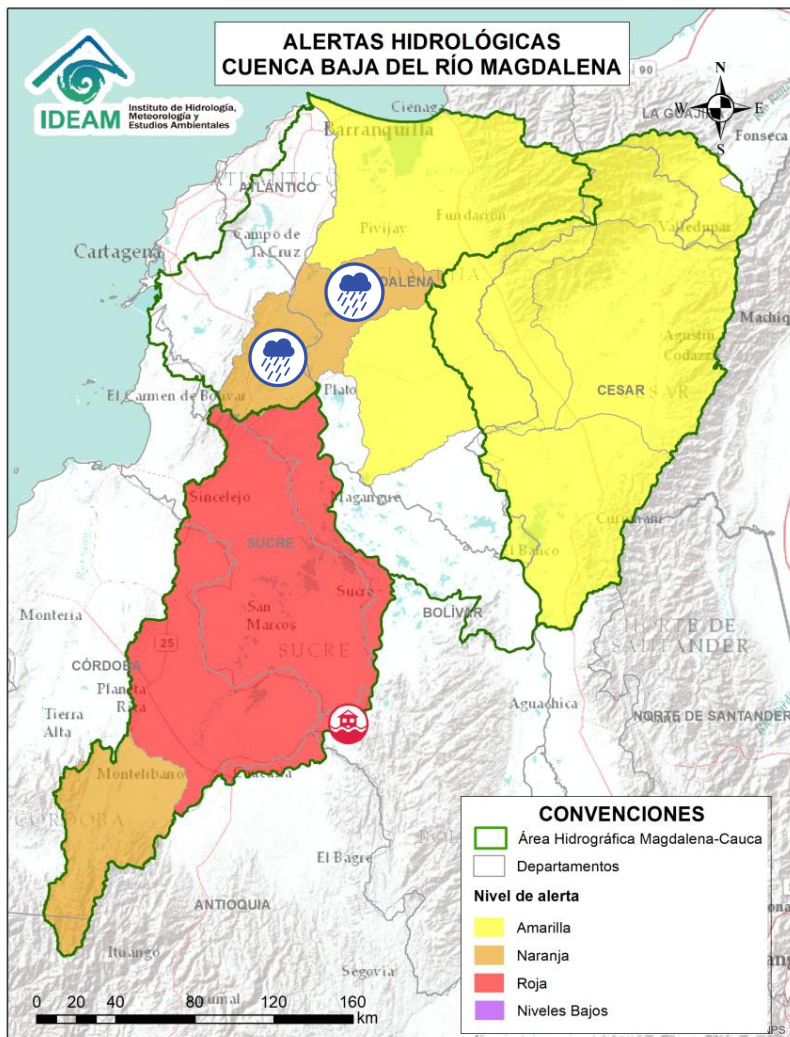 ALERTAS HIDROLÓGICAS
CUENCA BAJA DEL RÍO MAGDALENA
IDEAM
Instituto de Hidrología,
Meteorología y
Estudios Ambientales
N
W
E
S
90
LA GUAJIRA
Fonseca
Ciénaga
Barranquilla
ATLÁNTICO
Pivijay
Fundación
Valledupar
Campo de
la Cruz
Cartagena
Agustín
Codazzi
CESAR
Plato
El Carmen de Bolívar
Sincelejo
Magangué
SUCRE
Curumaní
El Banco
Sucre
San
Marcos
SUCRE
BOLÍVAR
Montería
25
CÓRDOBA
Planeta
Rica
NORTE DE
SANTANDER
Aguachica
Tierra
Alta
NORTE DE SANTANDER
Montelibano
CÓRDOBA
El Bagre
ANTIOQUIA
Ituango
Segovia
0 20 40 80 120 160
km
CONVENCIONES
Área Hidrográfica Magdalena-Cauca
Departamentos
Nivel de alerta
Amarilla
Naranja
Roja
Niveles Bajos